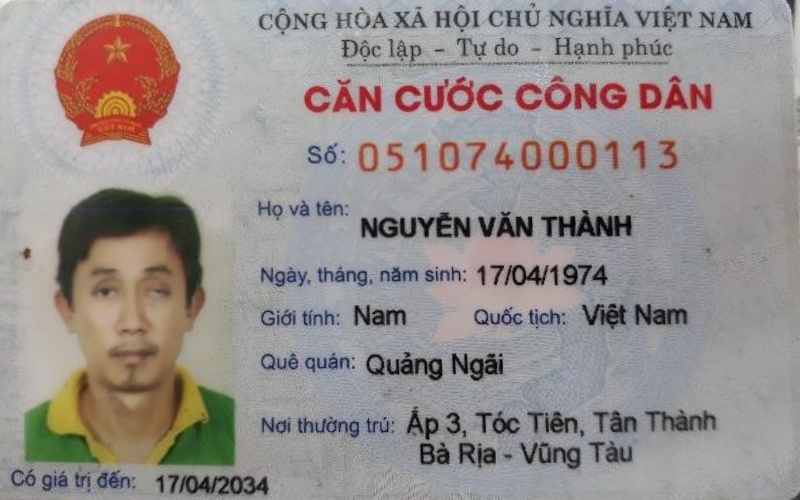 CỘNG HÒA XÃ HỘI CHỦ NGHĨA VIỆT NAM
Độc lập - Tự do - Hạnh phúc
CĂN CƯỚC CÔNG DÂN
VIỆT NAM
Số: 051074000113
Họ và tên: NGUYỄN VĂN THÀNH
Ngày, tháng, năm sinh: 17/04/1974
Giới tính: Nam Quốc tịch: Việt Nam
Quê quán: Quảng Ngãi
Nơi thường trú: Ấp 3, Tóc Tiên, Tân Thành
Bà Rịa - Vũng Tàu
Có giá trị đến: 17/04/2034